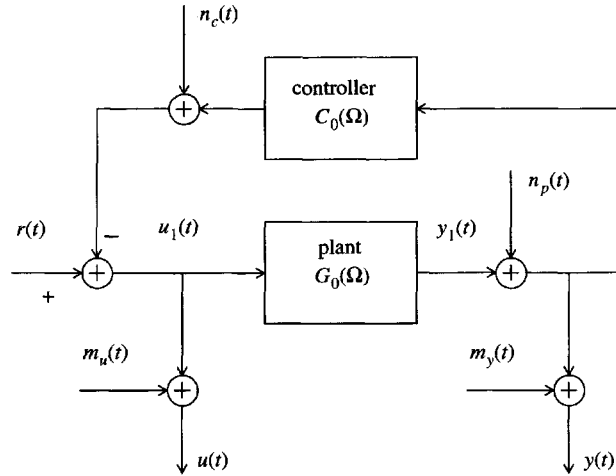 n_c(t)
controller
C_0(Ω)
n_p(t)
r(t)
−
u_1(t)
plant
G_0(Ω)
y_1(t)
+
+
+
+
m_u(t)
+
m_y(t)
+
u(t)
y(t)